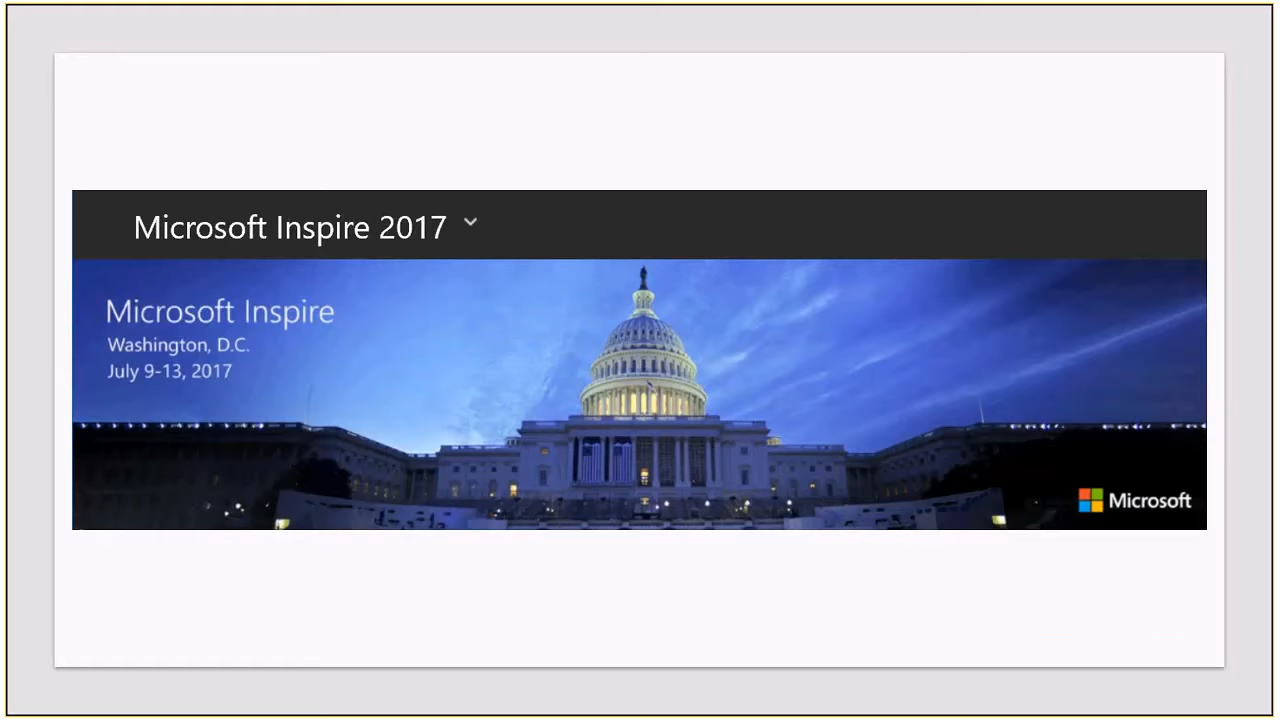 Microsoft Inspire 2017
Microsoft Inspire
Washington, D.C.
July 9-13, 2017
Microsoft